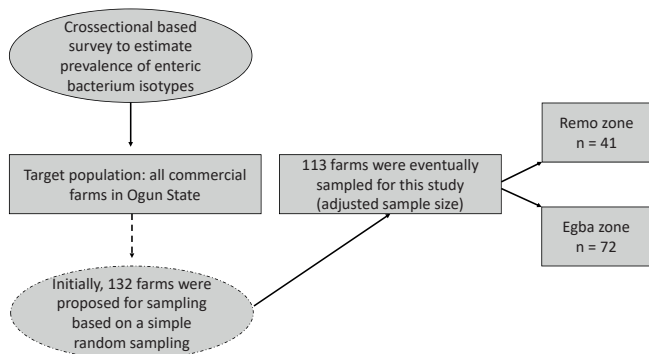 Crossectional based
survey to estimate
prevalence of enteric
bacterium isotypes
Target population: all commercial
farms in Ogun State
Initially, 132 farms were
proposed for sampling
based on a simple
random sampling
113 farms were eventually
sampled for this study
(adjusted sample size)
Remo zone
n = 41
Egba zone
n = 72